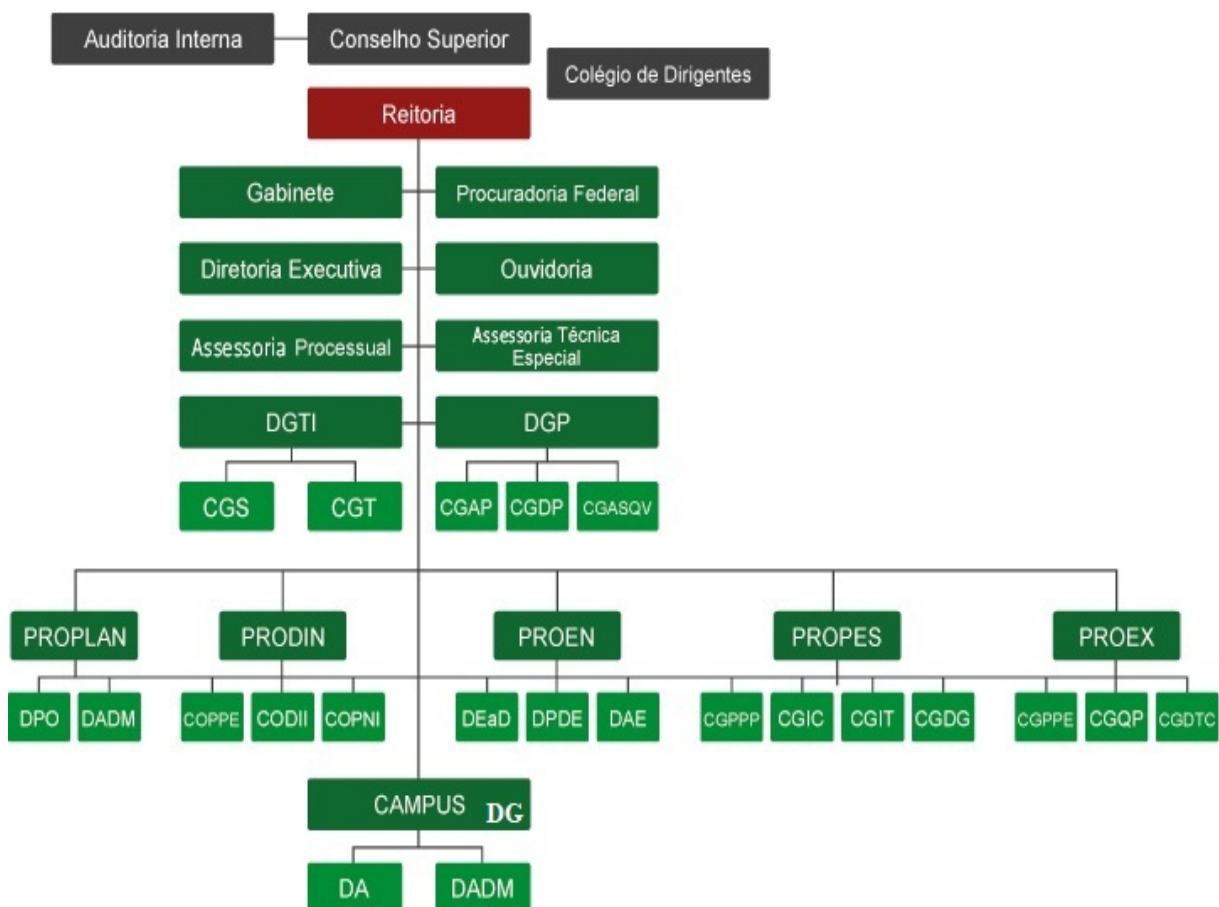 Auditoria Interna
Conselho Superior
Colégio de Dirigentes
Reitoria
Gabinete
Procuradoria Federal
Diretoria Executiva
Ouvidoria
Assessoria Processual
Assessoria Técnica
Especial
DGTI
DGP
CGS
CGT
CGAP
CGDP
CGASQV
PROPLAN
PRODIN
PROEN
PROPES
PROEX
DPO
DADM
COPPE
CODII
COPNI
DEaD
DPDE
DAE
CGPPP
CGIC
CGIT
CGDG
CGPPE
CGQP
CGDTC
CAMPUS DG
DA
DADM